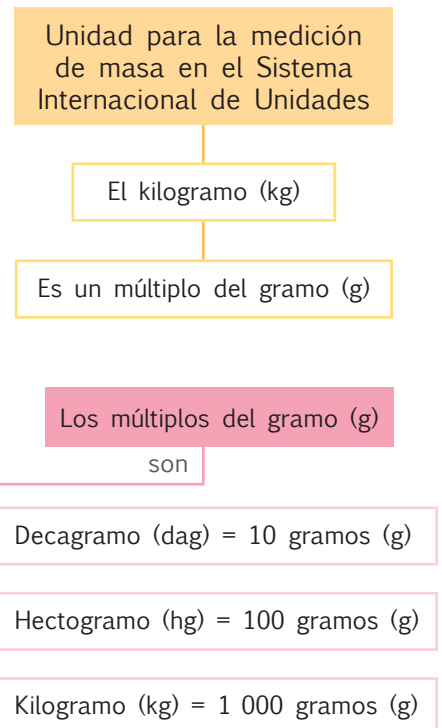 Unidad para la medición
de masa en el Sistema
Internacional de Unidades
El kilogramo (kg)
Es un múltiplo del gramo (g)
Los múltiplos del gramo (g)
son
Decagramo (dag) = 10 gramos (g)
Hectogramo (hg) = 100 gramos (g)
Kilogramo (kg) = 1 000 gramos (g)